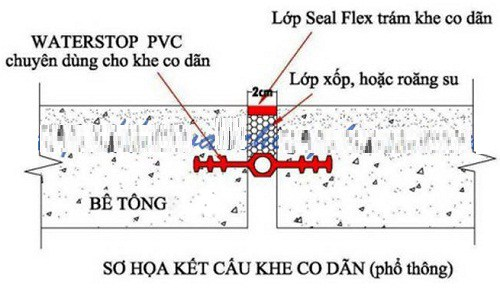 Lớp Seal Flex trám khe co dãn
WATERSTOP PVC
chuyên dùng cho khe co dãn
Lớp xốp, hoặc roăng su
2cm
BÊ TÔNG
SƠ HỌA KẾT CẤU KHE CO DÃN (phổ thông)